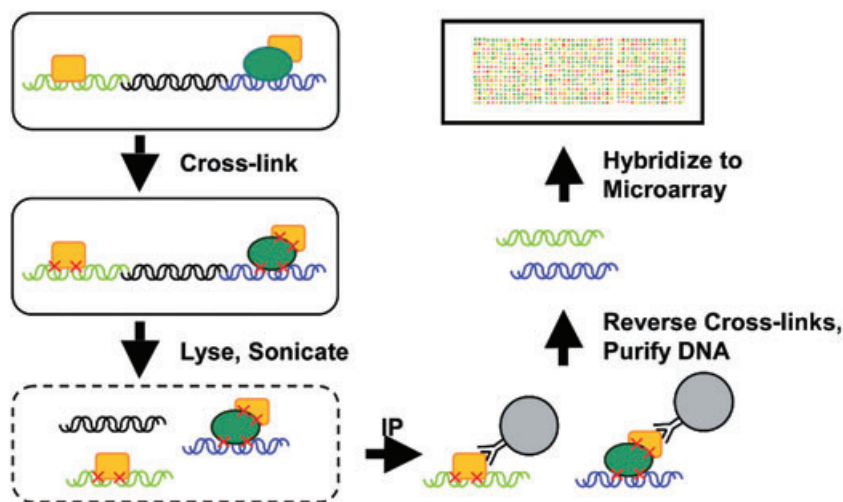 Cross-link
Lyse, Sonicate
IP
Reverse Cross-links,
Purify DNA
Hybridize to
Microarray